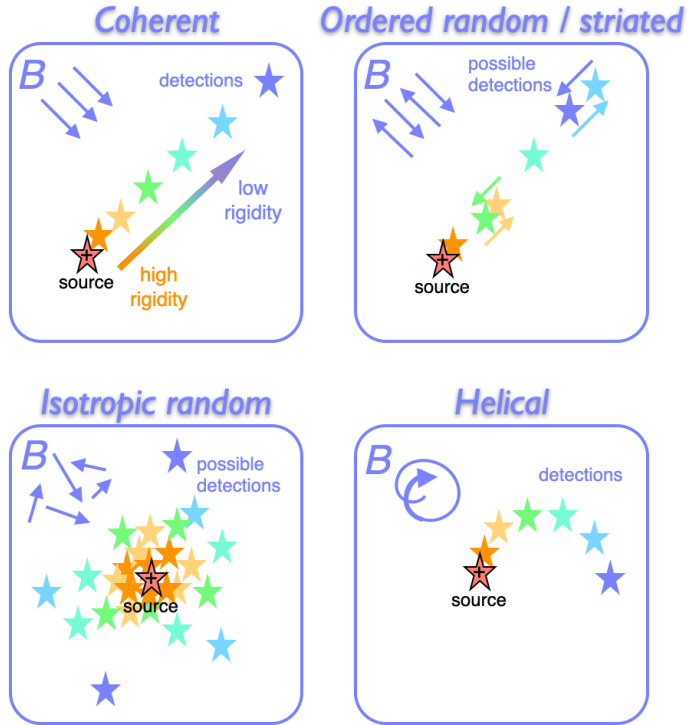 Coherent
B
detections
low
rigidity
high
rigidity
source
Ordered random / striated
B
possible
detections
source
Isotropic random
B
possible
detections
source
Helical
B
detections
source